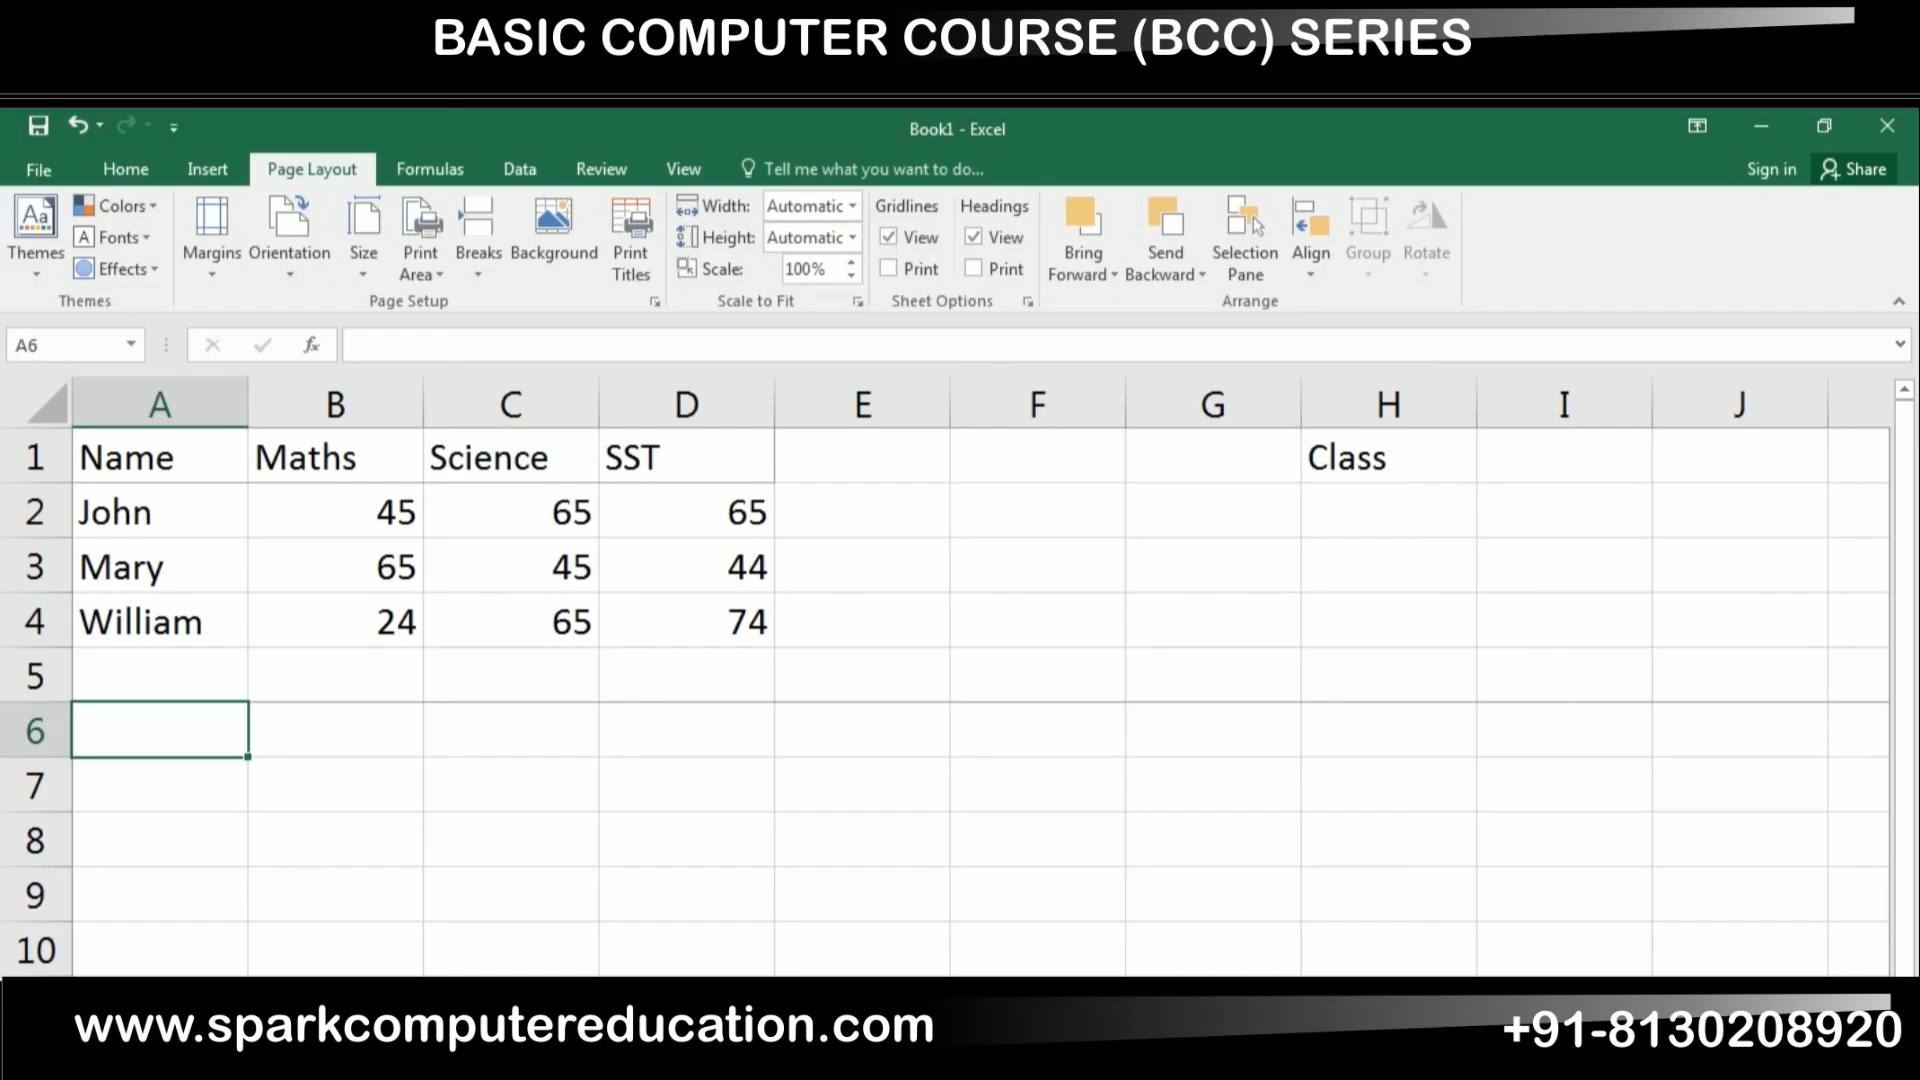 BASIC COMPUTER COURSE (BCC) SERIES
Book1 - Excel
File Home Insert Page Layout Formulas Data Review View Tell me what you want to do... Sign in Share
Aa Colors Width: Automatic Gridlines Headings
A Fonts Height: Automatic View View
Themes Effects Margins Orientation Size Print Area Breaks Background Print Titles Scale: 100% Print Print Bring Forward Send Backward Selection Pane Align Group Rotate
Themes Page Setup Scale to Fit Sheet Options Arrange
A6 fx
A B C D E F G H I J
1 Name Maths Science SST Class
2 John 45 65 65
3 Mary 65 45 44
4 William 24 65 74
5
6
7
8
9
10
www.sparkcomputereducation.com +91-8130208920